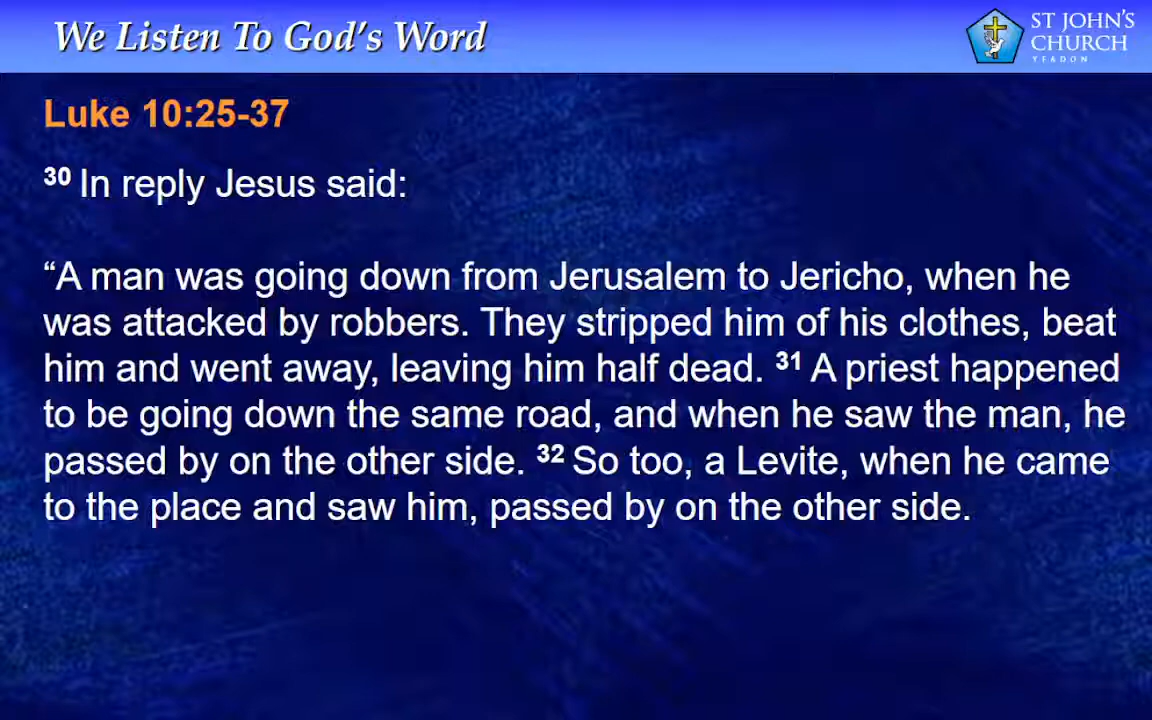 We Listen To God's Word
ST JOHN'S
CHURCH
YEADON
Luke 10:25-37
30 In reply Jesus said:
“A man was going down from Jerusalem to Jericho, when he
was attacked by robbers. They stripped him of his clothes, beat
him and went away, leaving him half dead. 31 A priest happened
to be going down the same road, and when he saw the man, he
passed by on the other side. 32 So too, a Levite, when he came
to the place and saw him, passed by on the other side.